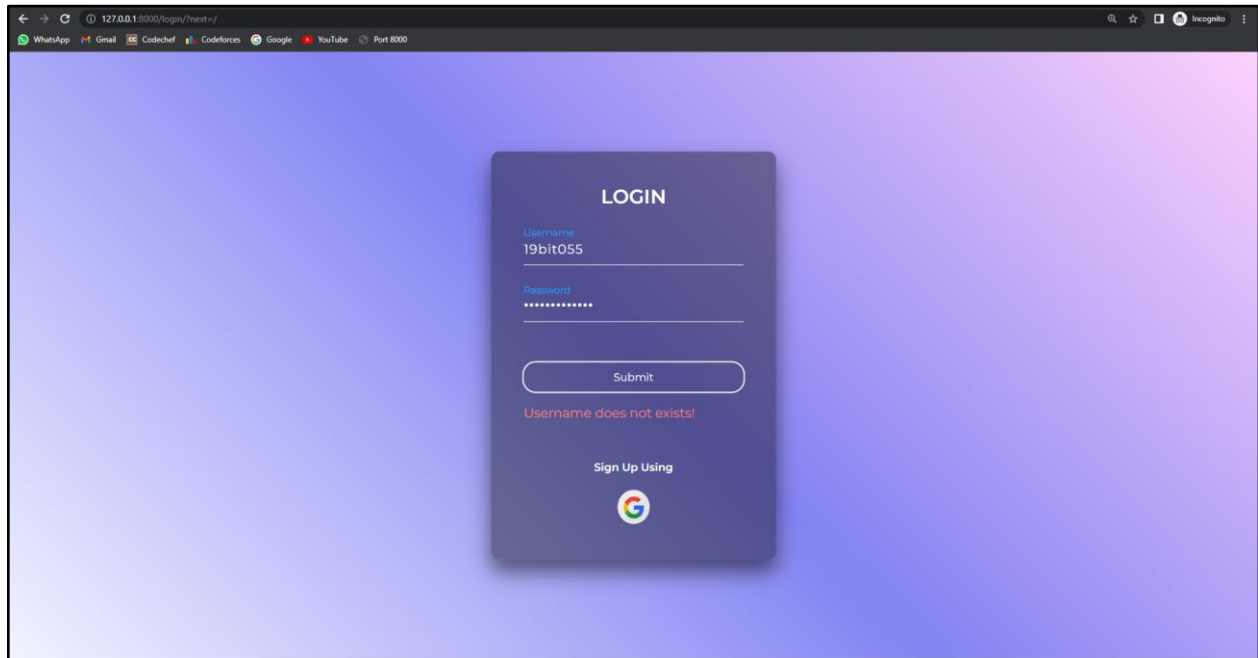 127.0.0.1:8000/login/?next=/
Incognito
WhatsApp Gmail CC Codechef Codeforces Google YouTube Port 8000
LOGIN
Username
19bit055
Password
•••••••••••••
Submit
Username does not exists!
Sign Up Using
G